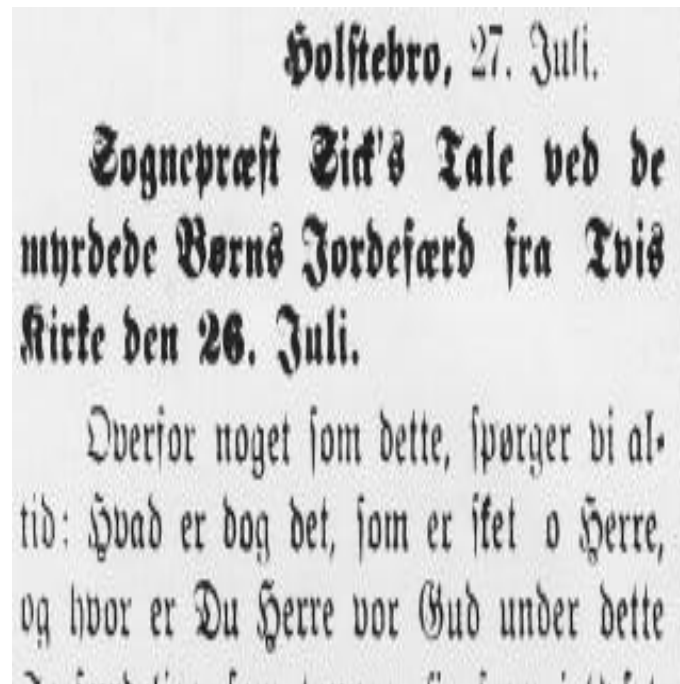 Holstebro, 27. Juli.
Sognepræst Sick's Tale ved de
myrdede Børns Jordefærd fra Tvis
Kirke den 26. Juli.
Overfor noget som dette, spørger vi al-
tid: Hvad er dog det, som er sket o Herre,
og hvor er Du Herre vor Gud under dette